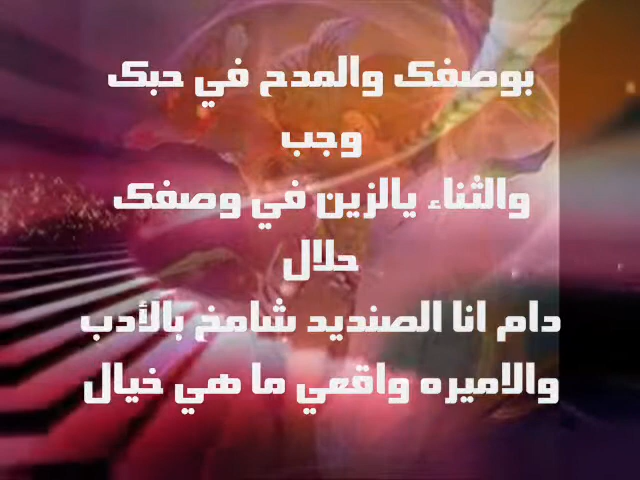 بوصفك والمدح في حبك
وجب
والثناء يالزين في وصفك
حلال
دام انا الصنديد شامخ بالأدب
والاميره واقعي ما هي خيال